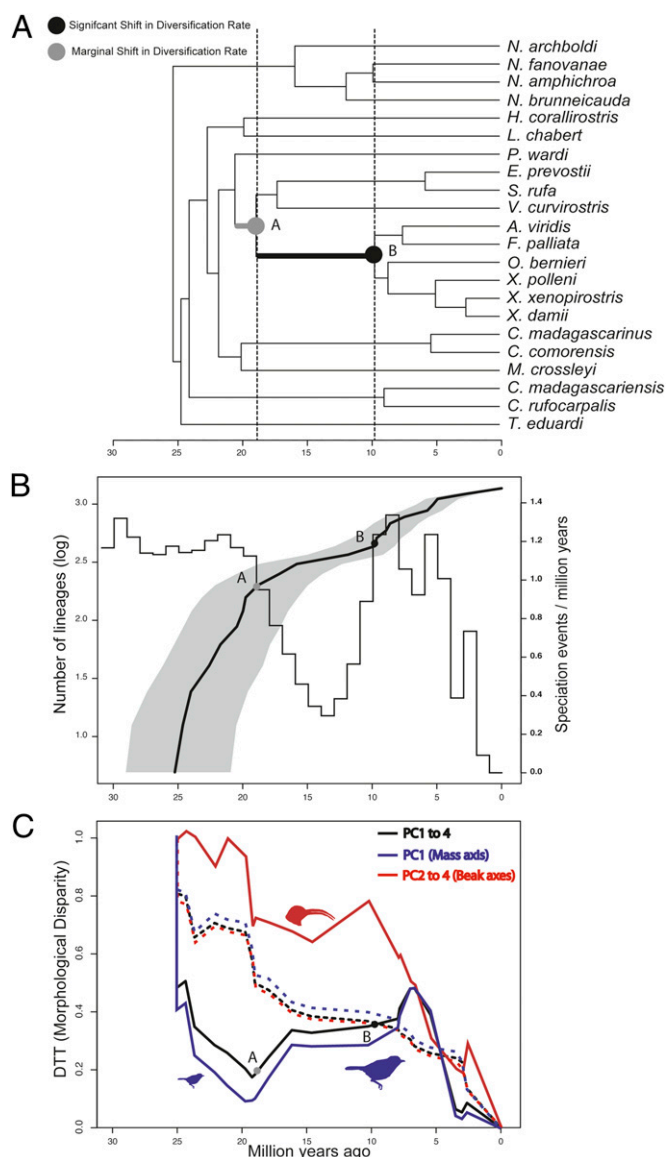 A
Signifcant Shift in Diversification Rate
Marginal Shift in Diversification Rate
N. archboldi
N. fanovanae
N. amphichroa
N. brunneicauda
H. corallirostris
L. chabert
P. wardi
E. prevostii
S. rufa
V. curvirostris
A. viridis
F. palliata
O. bernieri
X. polleni
X. xenopirostris
X. damii
C. madagascarinus
C. comorensis
M. crossleyi
C. madagascariensis
C. rufocarpalis
T. eduardi
A
B
30 25 20 15 10 5 0
B
Number of lineages (log)
3.0
2.5
2.0
1.5
1.0
A
B
Speciation events / million years
1.4
1.2
1.0
0.8
0.6
0.4
0.2
0.0
30 25 20 15 10 5 0
C
DTT (Morphological Disparity)
1.0
0.8
0.6
0.4
0.2
0.0
PC1 to 4
PC1 (Mass axis)
PC2 to 4 (Beak axes)
A
B
30 25 20 15 10 5 0
Million years ago